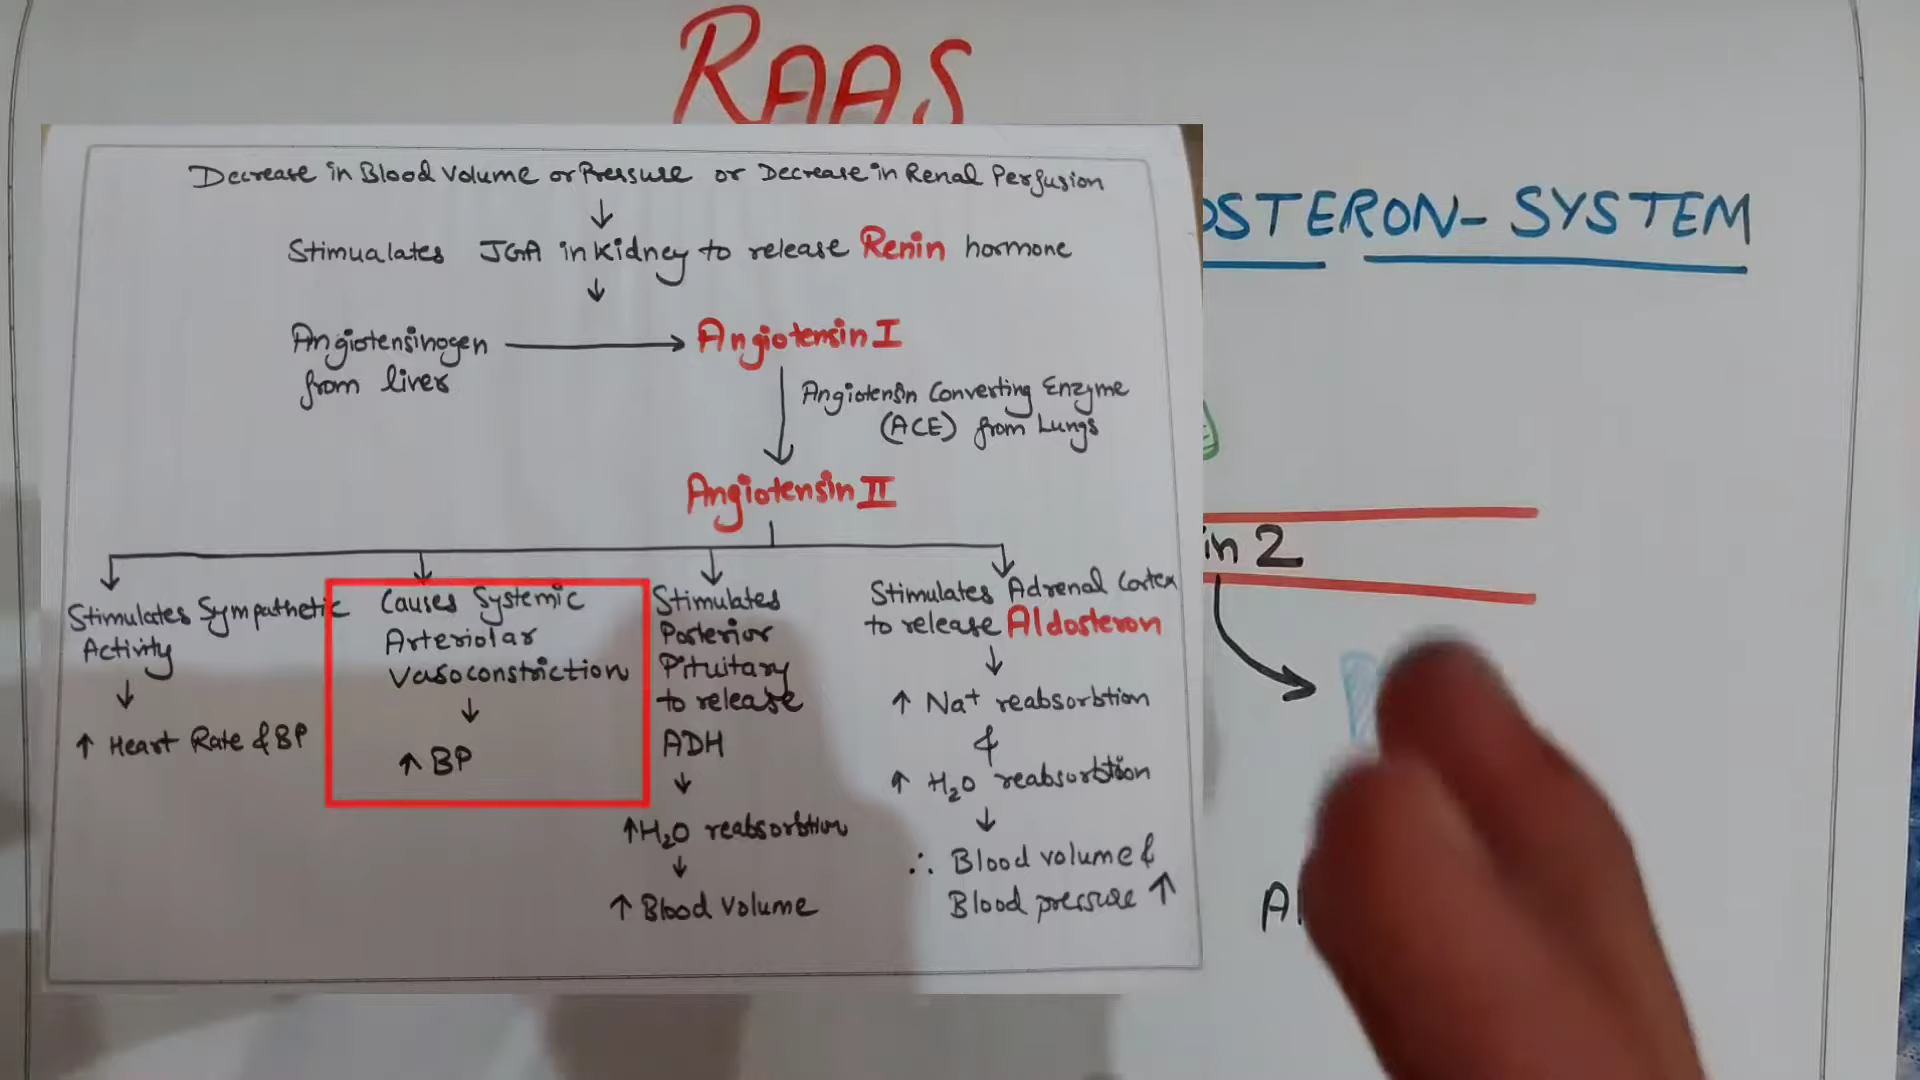 RAAS
OSTERON-SYSTEM
Decrease in Blood Volume or Pressure or Decrease in Renal Perfusion
↓
Stimualates JGA in Kidney to release Renin hormone
↓
Angiotensinogen → Angiotensin I
from liver
Angiotensin Converting Enzyme
(ACE) from Lungs
Angiotensin II
Stimulates Sympathetic
Activity
↓
↑ Heart Rate & BP
Causes Systemic
Arteriolar
Vasoconstriction
↓
↑ BP
Stimulates
Posterior
Pituitary
to release
ADH
↓
↑ H₂O reabsorbtion
↓
↑ Blood Volume
Stimulates Adrenal Cortex
to release Aldosteron
↓
↑ Na⁺ reabsorbtion
&
↑ H₂O reabsorbtion
↓
∴ Blood volume &
Blood pressure ↑
in 2